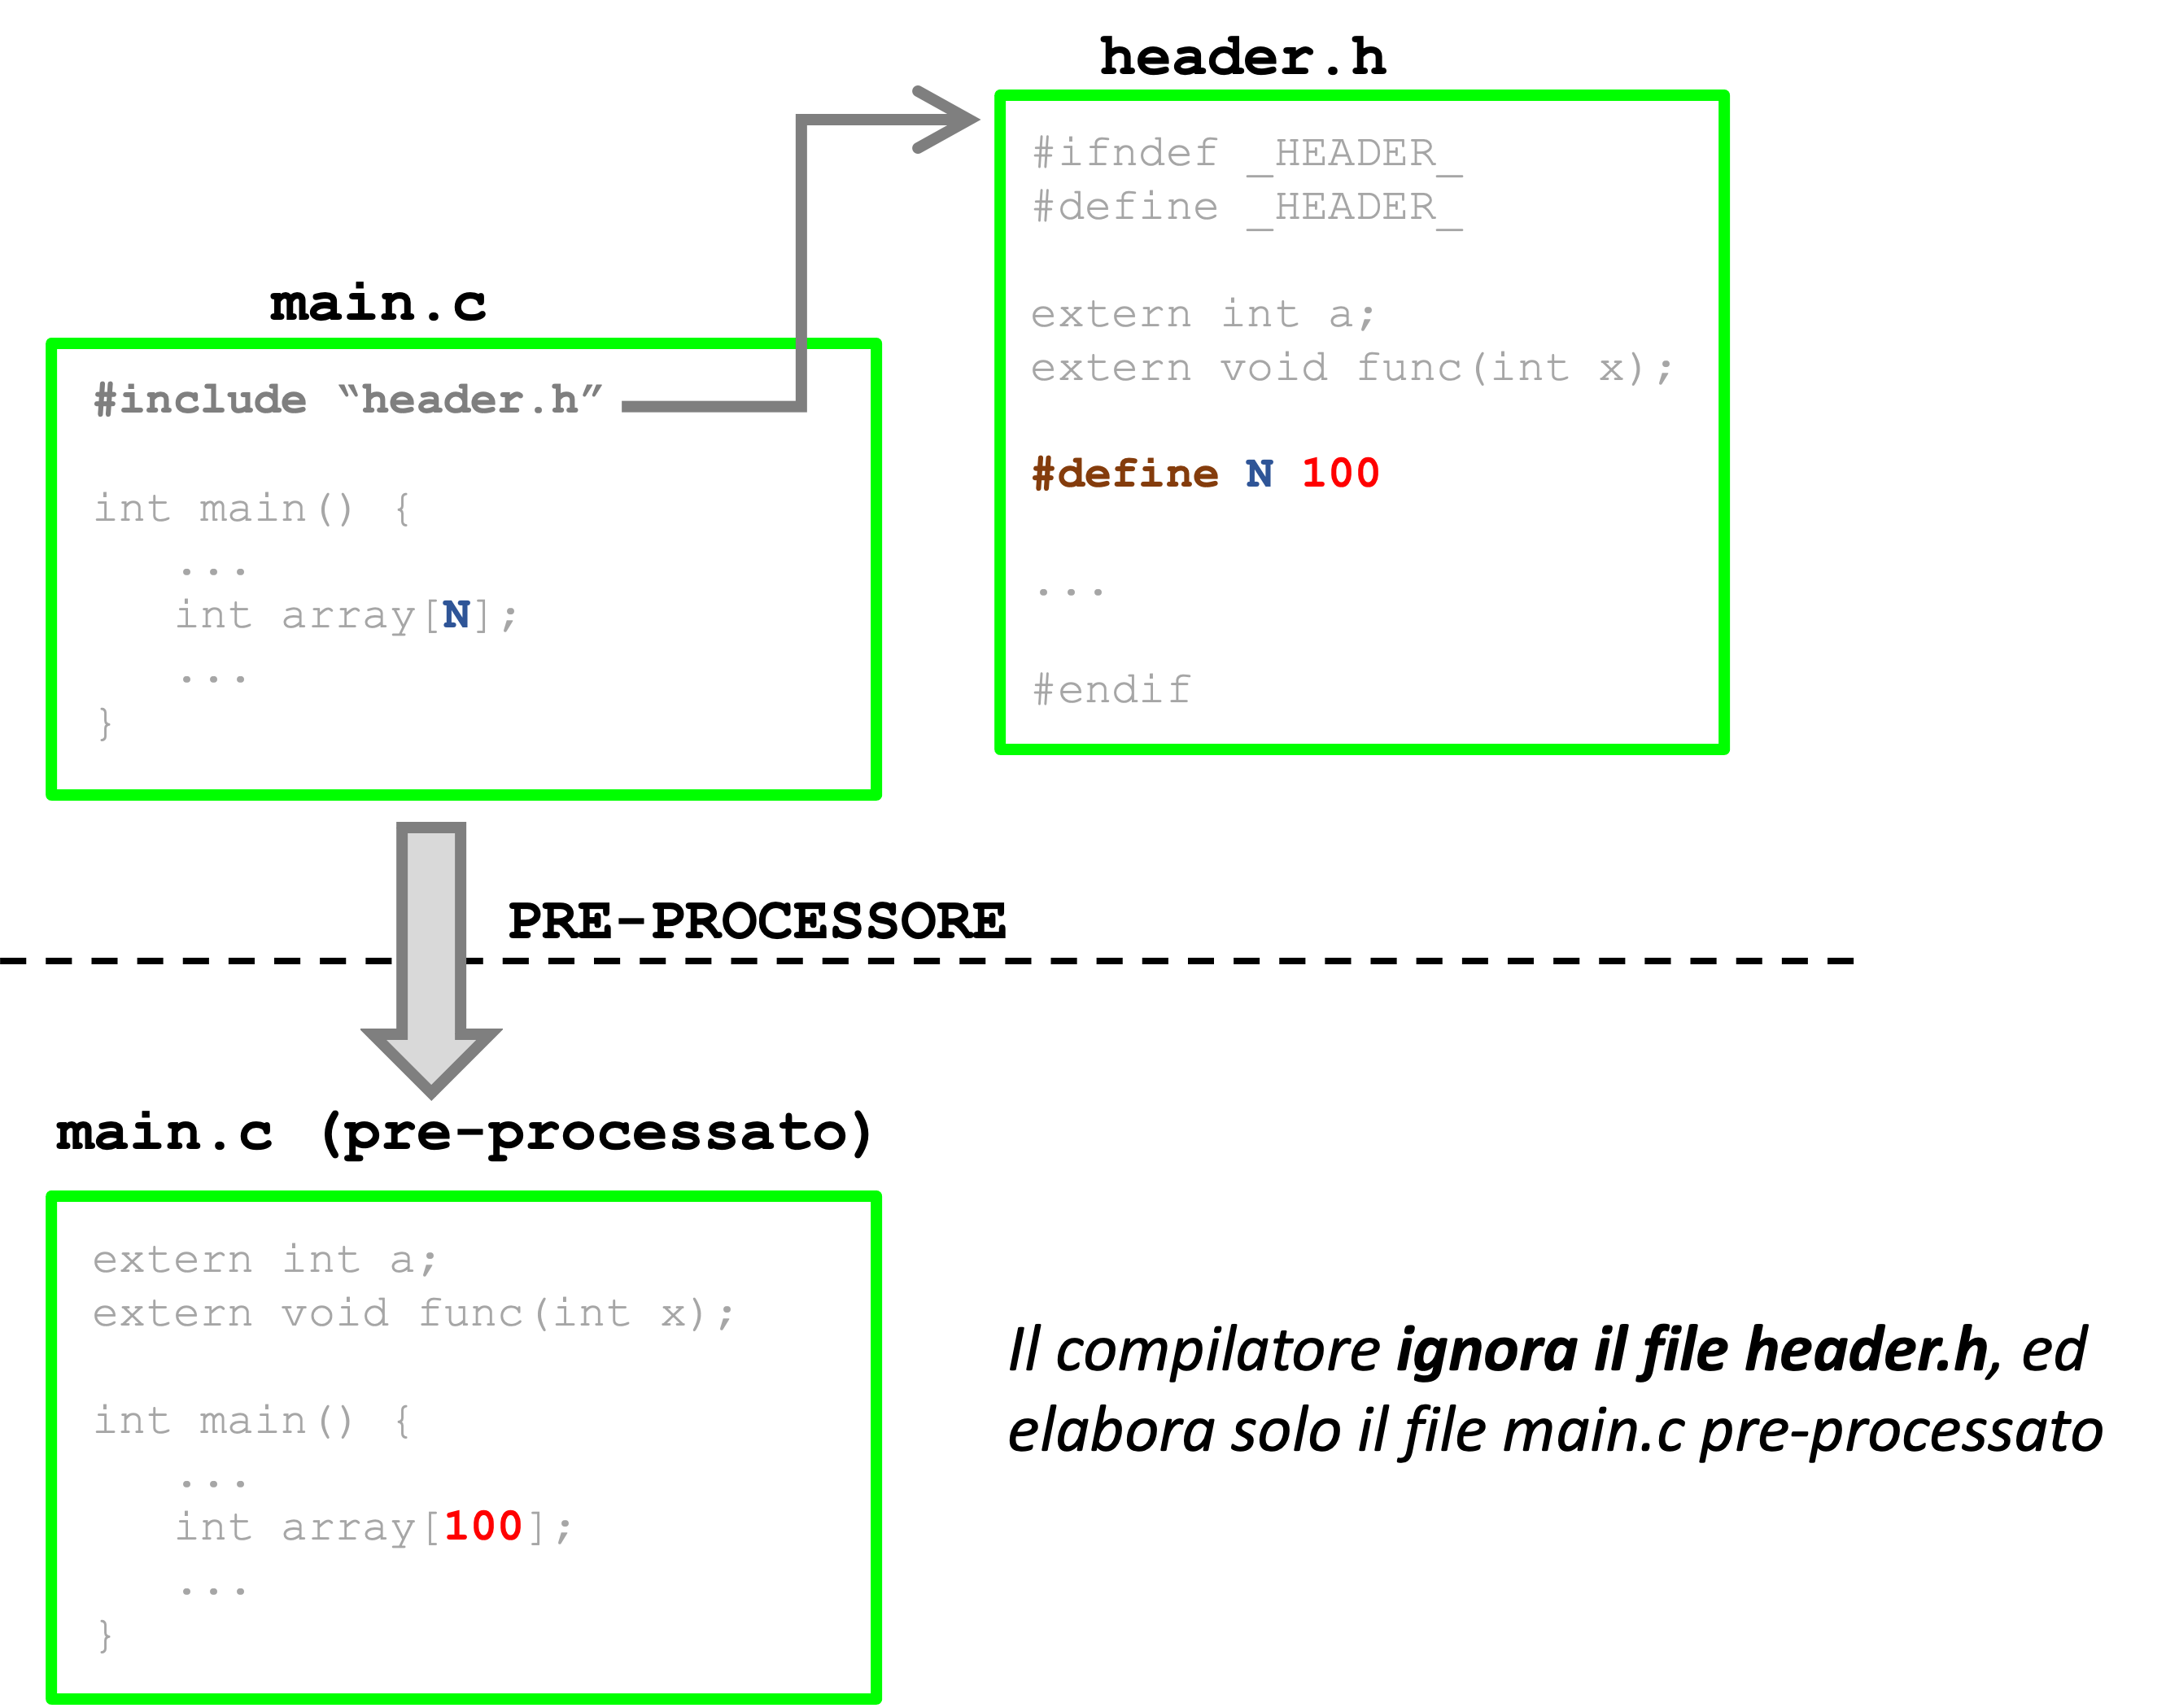 header.h
#ifndef _HEADER_
#define _HEADER_
extern int a;
extern void func(int x);
#define N 100
...
#endif
main.c
#include “header.h”
int main() {
...
int array[N];
...
}
PRE-PROCESSORE
main.c (pre-processato)
extern int a;
extern void func(int x);
int main() {
...
int array[100];
...
}
Il compilatore ignora il file header.h, ed
elabora solo il file main.c pre-processato